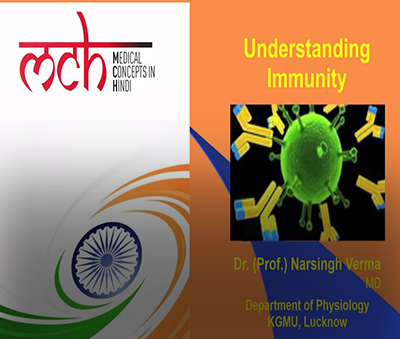 mch
MEDICAL
CONCEPTS IN
HINDI
Understanding
Immunity
Dr. (Prof.) Narsingh Verma
MD
Department of Physiology
KGMU, Lucknow